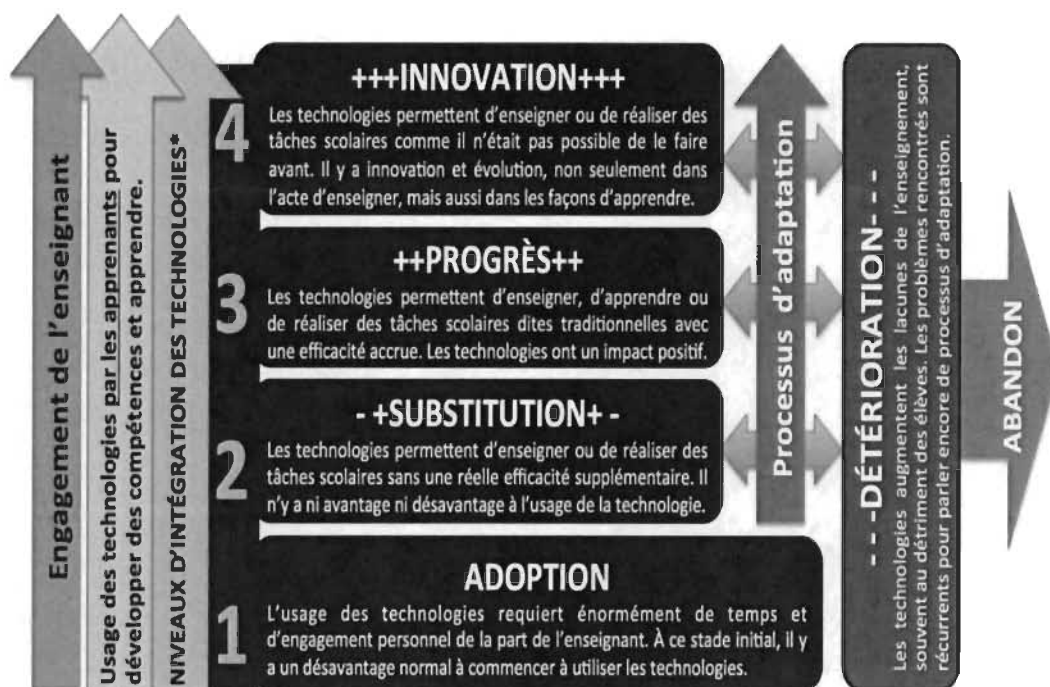 Engagement de l'enseignant
Usage des technologies par les apprenants pour
développer des compétences et apprendre.
NIVEAUX D'INTÉGRATION DES TECHNOLOGIES*
4
+++INNOVATION+++
Les technologies permettent d'enseigner ou de réaliser des
tâches scolaires comme il n'était pas possible de le faire
avant. Il y a innovation et évolution, non seulement dans
l'acte d'enseigner, mais aussi dans les façons d'apprendre.
3
++PROGRÈS++
Les technologies permettent d'enseigner, d'apprendre ou
de réaliser des tâches scolaires dites traditionnelles avec
une efficacité accrue. Les technologies ont un impact positif.
2
- +SUBSTITUTION+ -
Les technologies permettent d'enseigner ou de réaliser des
tâches scolaires sans une réelle efficacité supplémentaire. Il
n'y a ni avantage ni désavantage à l'usage de la technologie.
1
ADOPTION
L'usage des technologies requiert énormément de temps et
d'engagement personnel de la part de l'enseignant. À ce stade initial, il y
a un désavantage normal à commencer à utiliser les technologies.
Processus d'adaptation
- - -DÉTÉRIORATION- - -
Les technologies augmentent les lacunes de l'enseignement,
souvent au détriment des élèves. Les problèmes rencontrés sont
récurrents pour parler encore de processus d'adaptation.
ABANDON